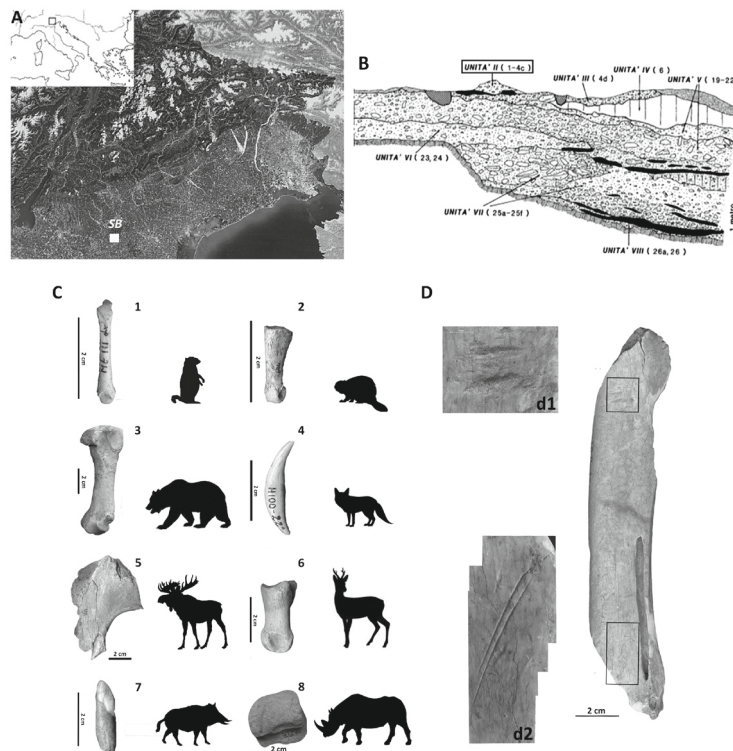 A
SB
B
UNITA' II (1-4c)
UNITA' III (4d)
UNITA' IV (6)
UNITA' V (19-22
UNITA' VI (23, 24)
UNITA' VII (25a-25f)
UNITA' VIII (26a, 26)
1 metro
C
1
2 cm
2
2 cm
3
2 cm
4
2 cm
5
2 cm
6
2 cm
7
2 cm
8
2 cm
D
d1
d2
2 cm